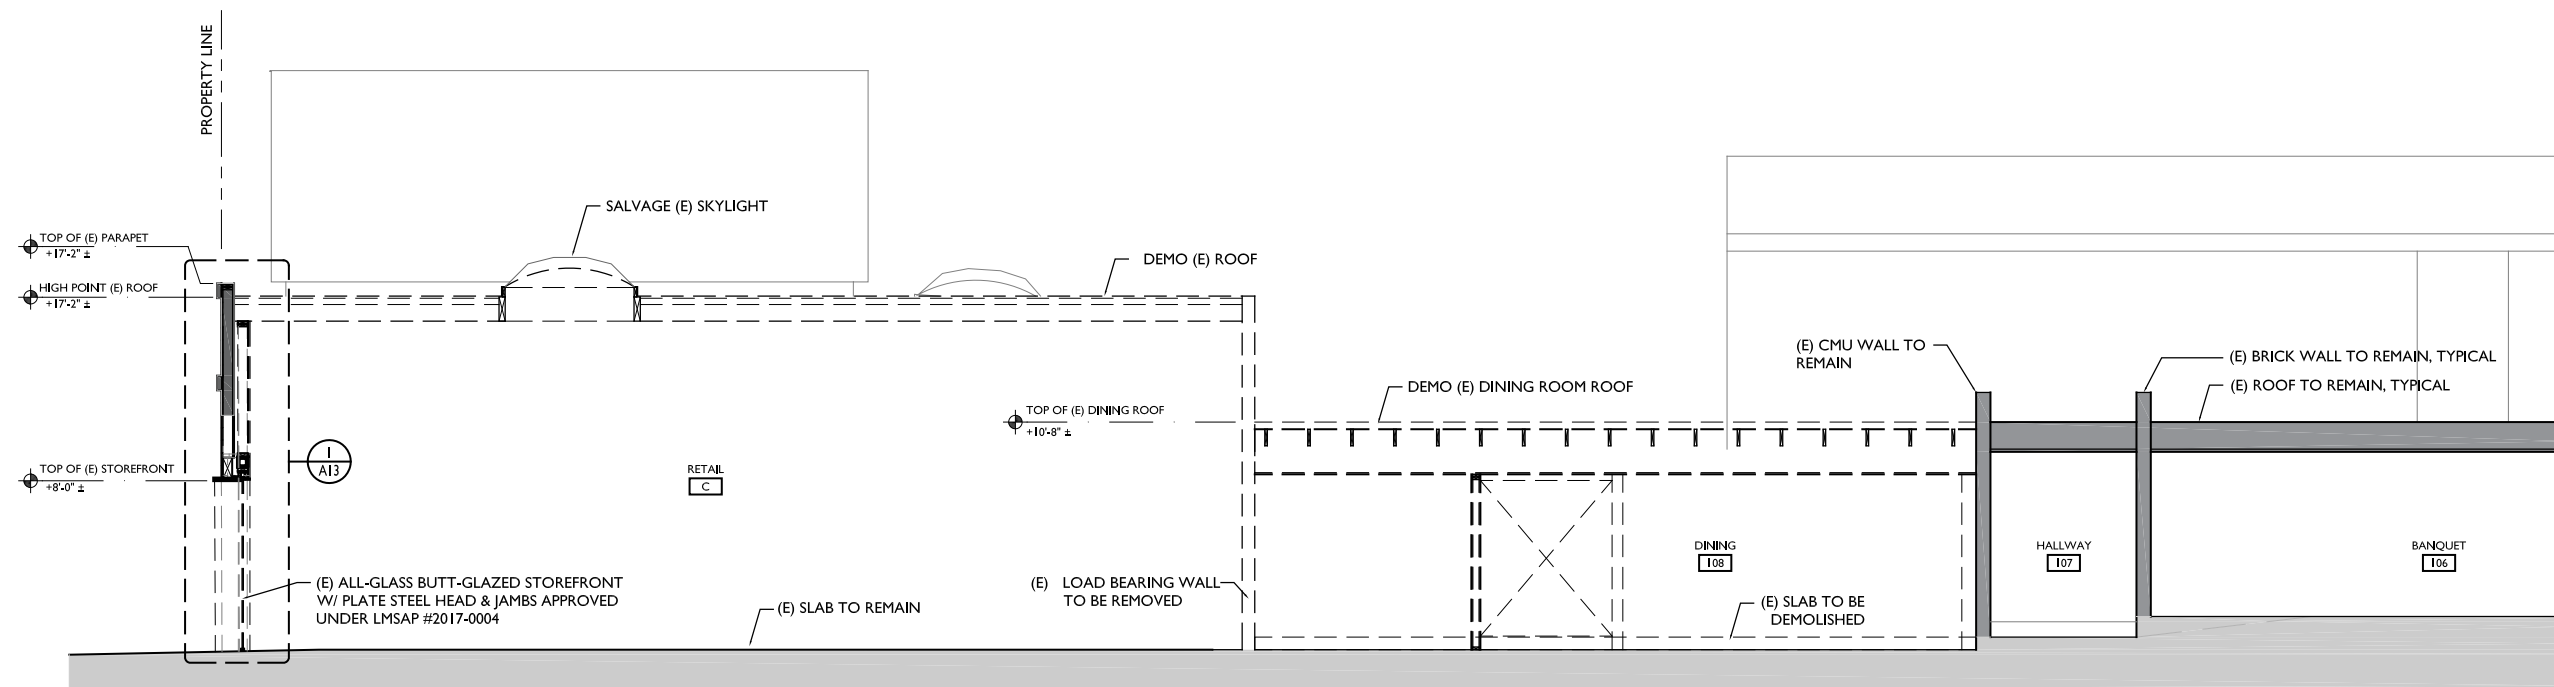 PROPERTY LINE
SALVAGE (E) SKYLIGHT
TOP OF (E) PARAPET
+17'-2" ±
DEMO (E) ROOF
HIGH POINT (E) ROOF
+17'-2" ±
(E) CMU WALL TO
REMAIN
(E) BRICK WALL TO REMAIN, TYPICAL
(E) ROOF TO REMAIN, TYPICAL
DEMO (E) DINING ROOM ROOF
TOP OF (E) DINING ROOF
+10'-8" ±
1
A13
TOP OF (E) STOREFRONT
+8'-0" ±
RETAIL
C
DINING
108
HALLWAY
107
BANQUET
106
(E) ALL-GLASS BUTT-GLAZED STOREFRONT
W/ PLATE STEEL HEAD & JAMBS APPROVED
UNDER LMSAP #2017-0004
(E) SLAB TO REMAIN
(E) LOAD BEARING WALL
TO BE REMOVED
(E) SLAB TO BE
DEMOLISHED